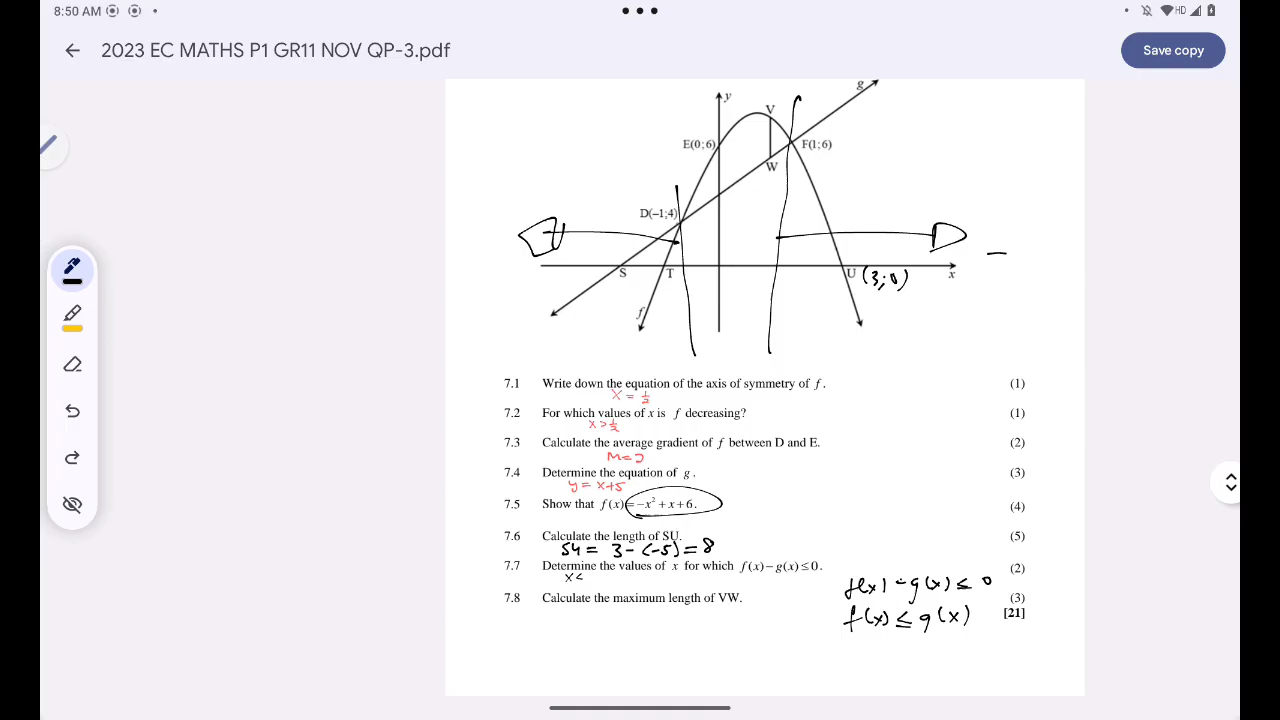 8:50 AM
HD
2023 EC MATHS P1 GR11 NOV QP-3.pdf
Save copy
y
g
V
E(0;6)
F(1;6)
W
D(−1;4)
S
T
U (3;0)
x
f
7.1 Write down the equation of the axis of symmetry of f. (1)
x = 1/2
7.2 For which values of x is f decreasing? (1)
x > 1/2
7.3 Calculate the average gradient of f between D and E. (2)
m=2
7.4 Determine the equation of g. (3)
y = x+5
7.5 Show that f(x)=−x²+x+6. (4)
7.6 Calculate the length of SU. (5)
SU = 3-(-5)=8
7.7 Determine the values of x for which f(x)−g(x)≤0. (2)
x<
f(x) - g(x) ≤ 0
7.8 Calculate the maximum length of VW. (3)
f(x) ≤ g(x)
[21]